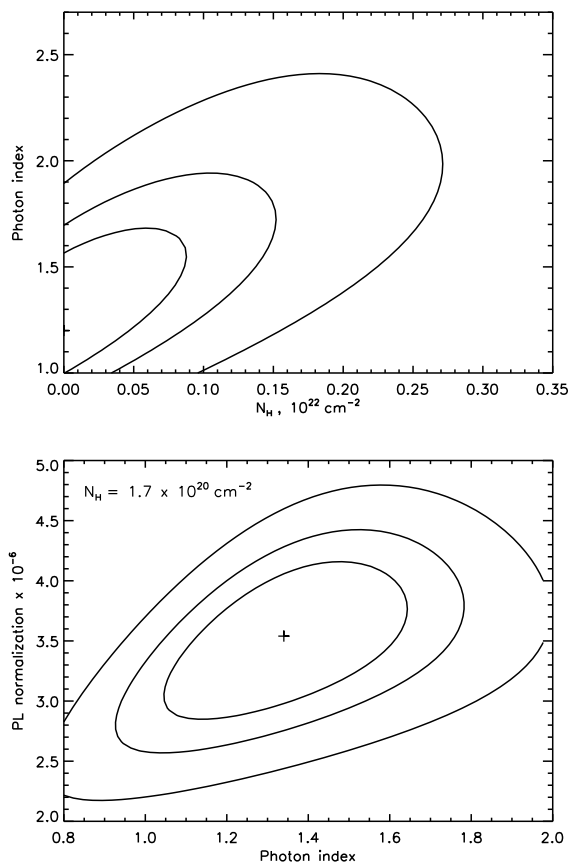 2.5
2.0
1.5
1.0
Photon index
0.00 0.05 0.10 0.15 0.20 0.25 0.30 0.35
N_H, 10^22 cm^-2
5.0
4.5
4.0
3.5
3.0
2.5
2.0
PL normalization x 10^-6
N_H = 1.7 x 10^20 cm^-2
0.8 1.0 1.2 1.4 1.6 1.8 2.0
Photon index